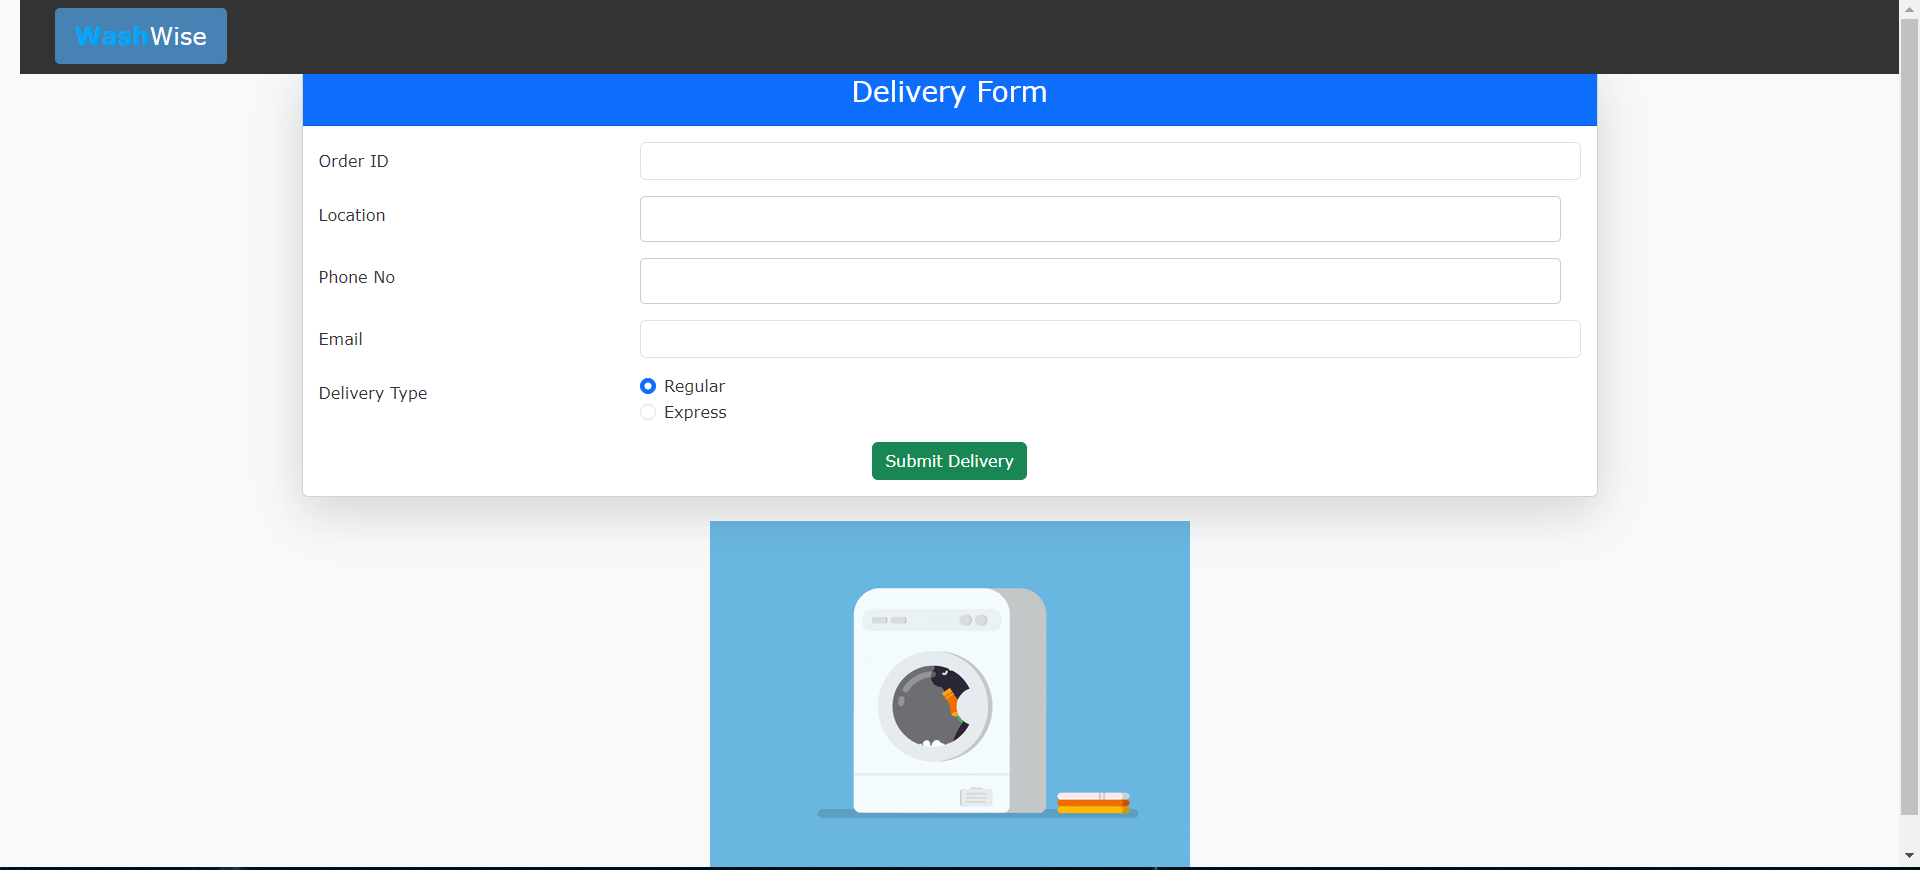 WashWise
Delivery Form
Order ID
Location
Phone No
Email
Delivery Type
Regular
Express
Submit Delivery